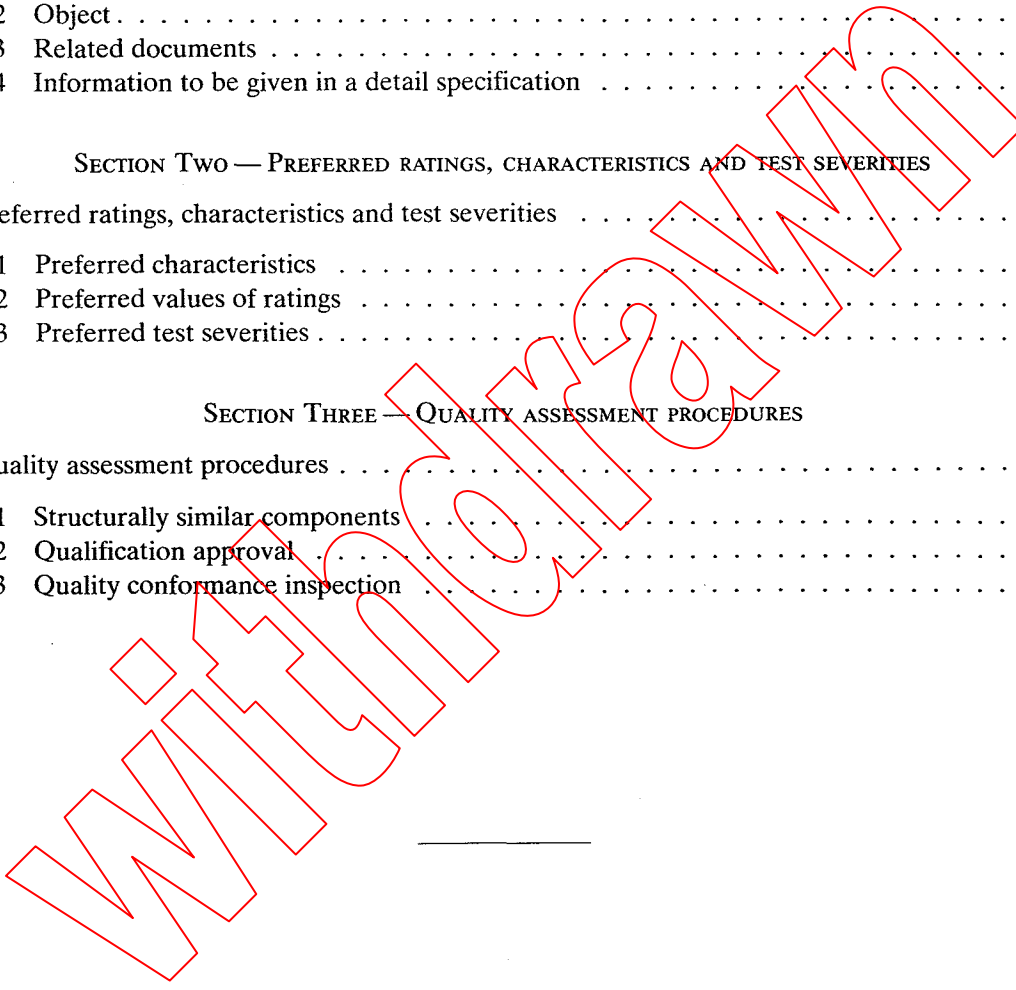 2 Object . . . . . . . . . . . . . . . . . . . . . . . . . . . . . . . . . . . . . . . . .
3 Related documents . . . . . . . . . . . . . . . . . . . . . . . . . . . . . . . . . .
4 Information to be given in a detail specification . . . . . . . . . . . . . . . . . . .
SECTION TWO — PREFERRED RATINGS, CHARACTERISTICS AND TEST SEVERITIES
eferred ratings, characteristics and test severities . . . . . . . . . . . . . . . . . . . .
1 Preferred characteristics . . . . . . . . . . . . . . . . . . . . . . . . . . . . . . .
2 Preferred values of ratings . . . . . . . . . . . . . . . . . . . . . . . . . . . . . .
3 Preferred test severities . . . . . . . . . . . . . . . . . . . . . . . . . . . . . . . .
SECTION THREE — QUALITY ASSESSMENT PROCEDURES
uality assessment procedures . . . . . . . . . . . . . . . . . . . . . . . . . . . . . . .
1 Structurally similar components . . . . . . . . . . . . . . . . . . . . . . . . . . .
2 Qualification approval . . . . . . . . . . . . . . . . . . . . . . . . . . . . . . . .
3 Quality conformance inspection . . . . . . . . . . . . . . . . . . . . . . . . . . .
withdrawn